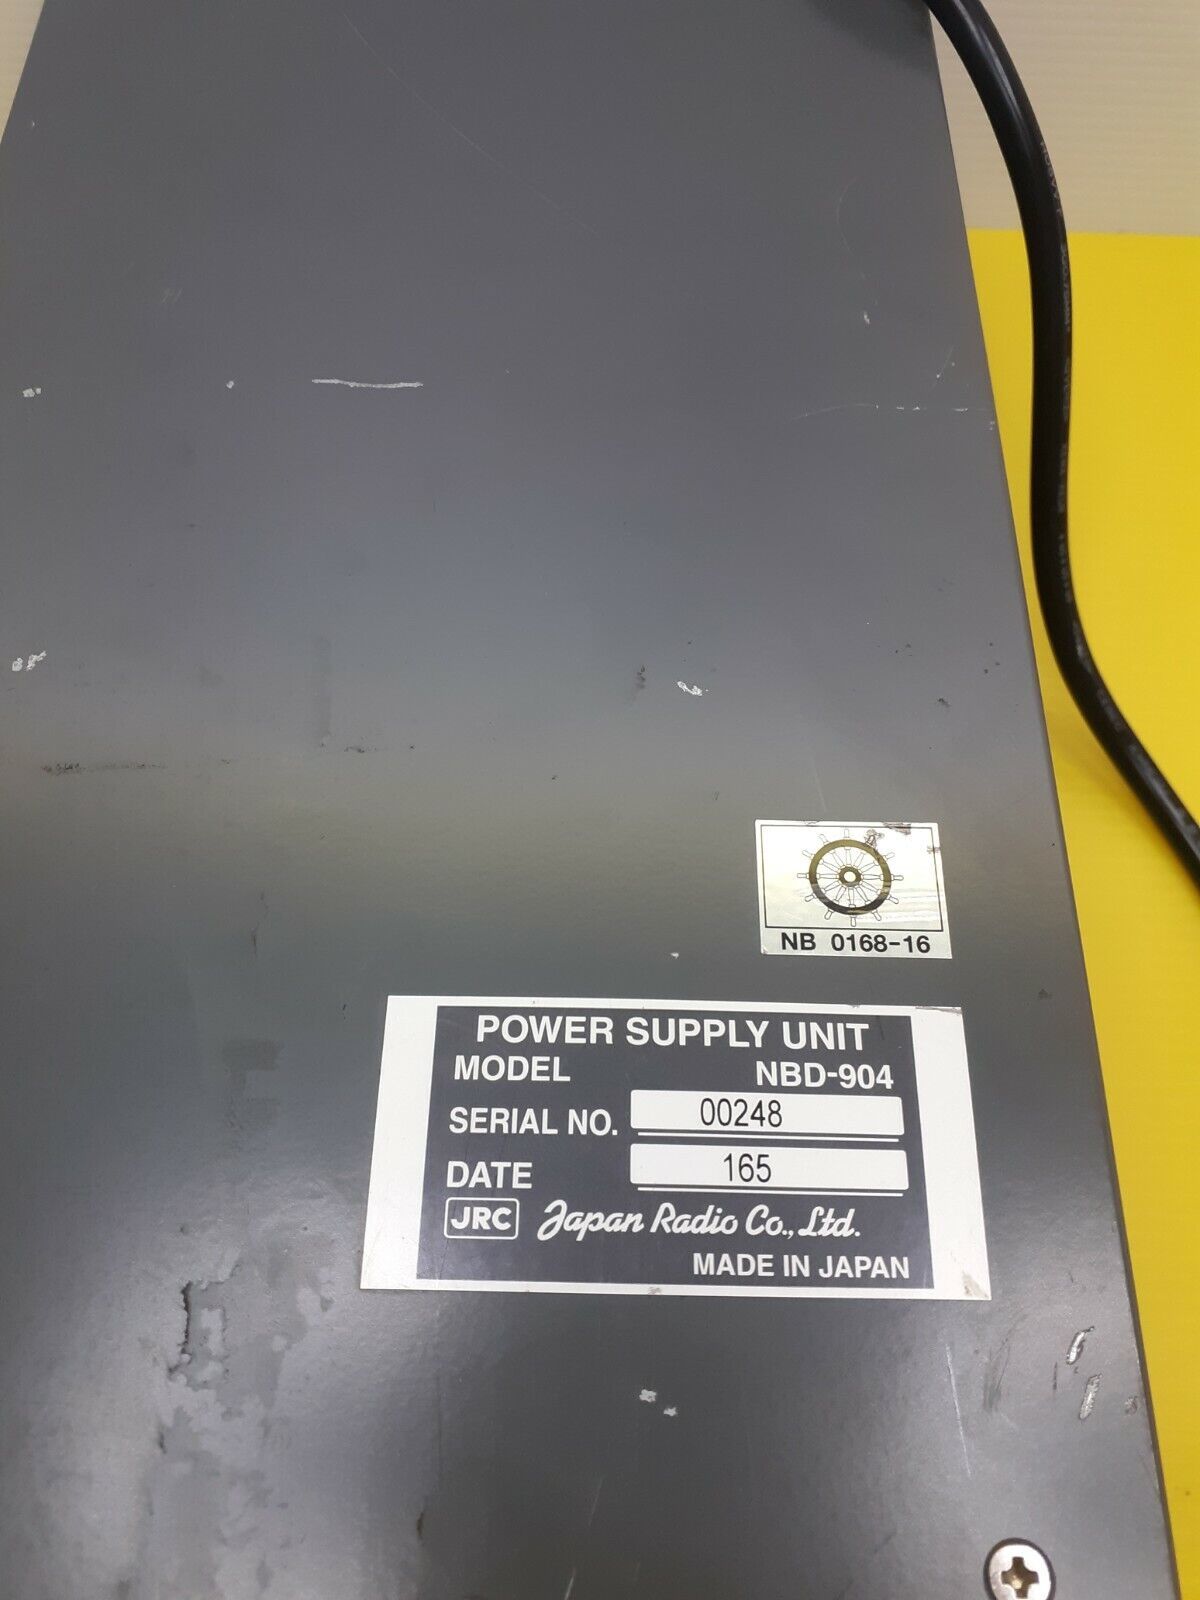 NB 0168-16
POWER SUPPLY UNIT
MODEL NBD-904
SERIAL NO. 00248
DATE 165
JRC Japan Radio Co., Ltd.
MADE IN JAPAN